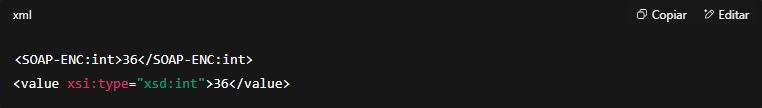 xml Copiar Editar
<SOAP-ENC:int>36</SOAP-ENC:int>
<value xsi:type="xsd:int">36</value>